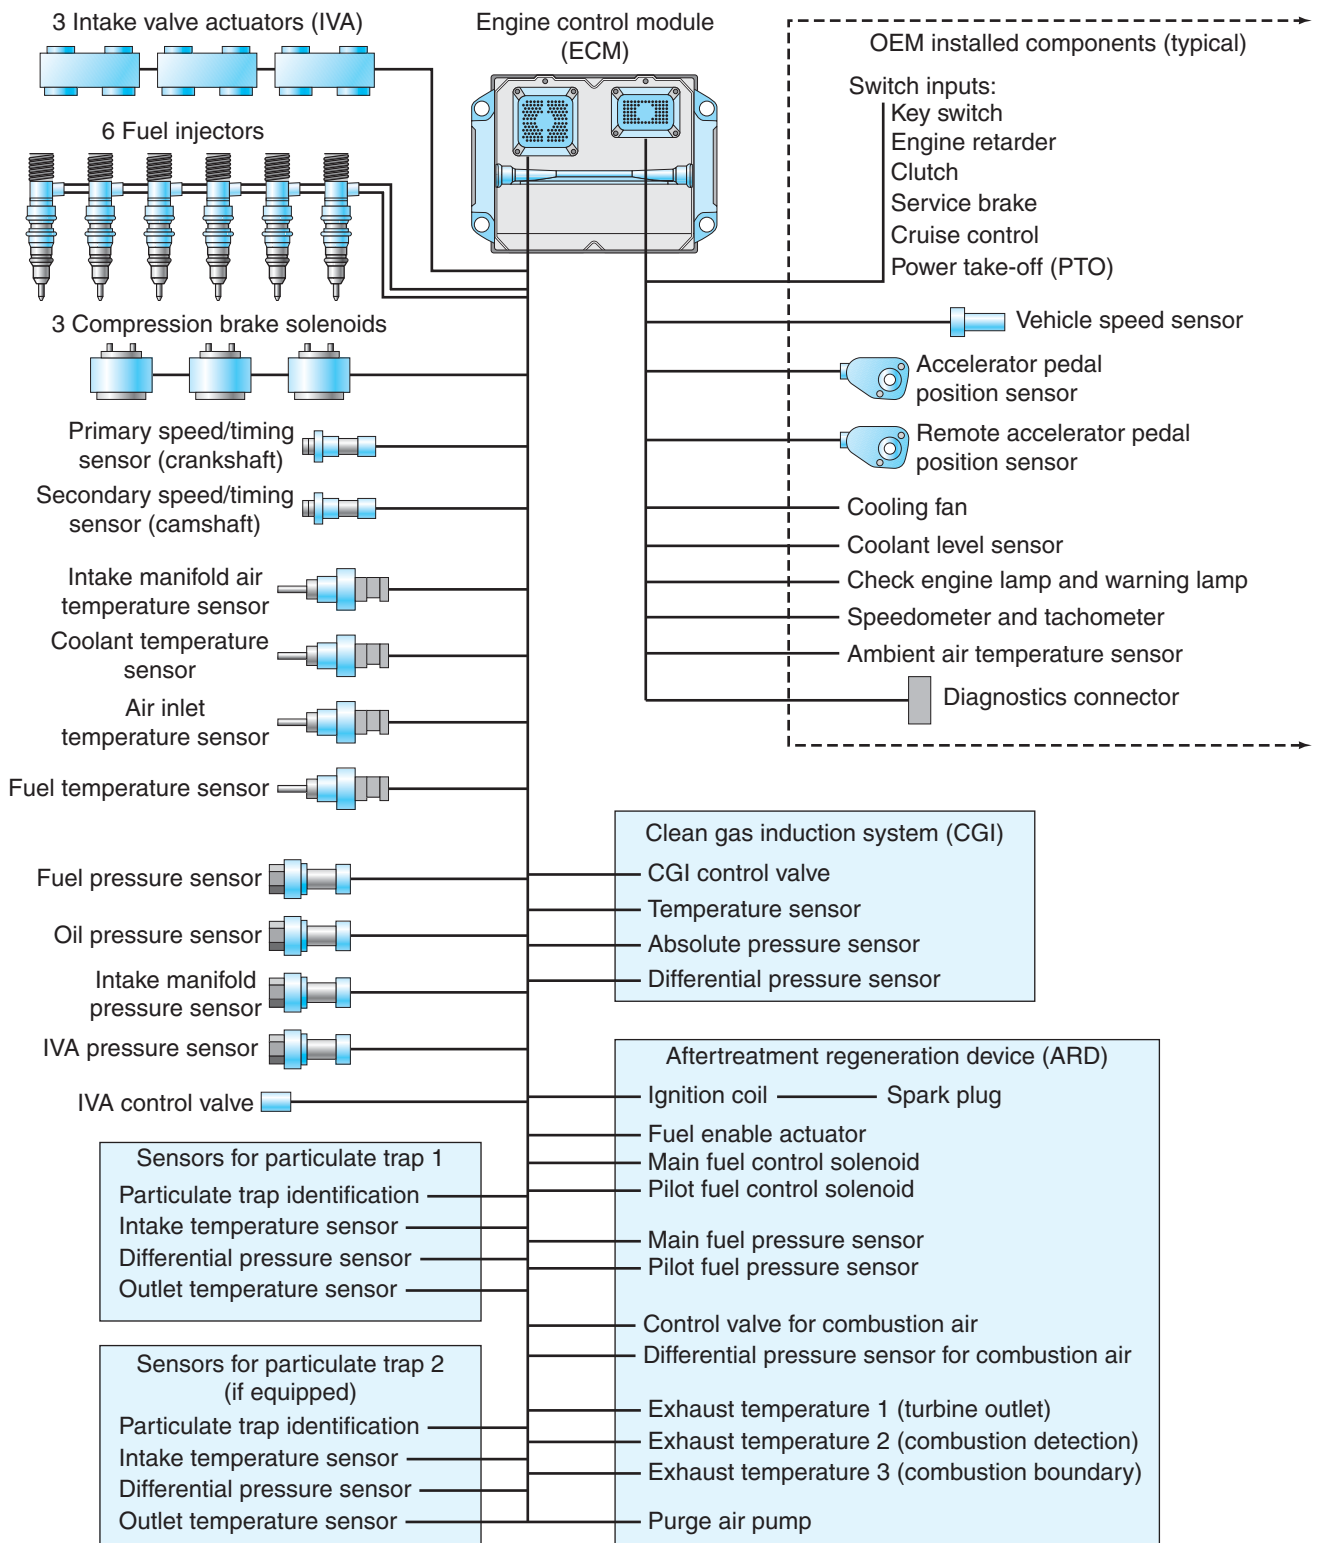 3 Intake valve actuators (IVA)
6 Fuel injectors
3 Compression brake solenoids
Primary speed/timing
sensor (crankshaft)
Secondary speed/timing
sensor (camshaft)
Intake manifold air
temperature sensor
Coolant temperature
sensor
Air inlet
temperature sensor
Fuel temperature sensor
Fuel pressure sensor
Oil pressure sensor
Intake manifold
pressure sensor
IVA pressure sensor
IVA control valve
Sensors for particulate trap 1
Particulate trap identification
Intake temperature sensor
Differential pressure sensor
Outlet temperature sensor
Sensors for particulate trap 2
(if equipped)
Particulate trap identification
Intake temperature sensor
Differential pressure sensor
Outlet temperature sensor
Engine control module
(ECM)
OEM installed components (typical)
Switch inputs:
Key switch
Engine retarder
Clutch
Service brake
Cruise control
Power take-off (PTO)
Vehicle speed sensor
Accelerator pedal
position sensor
Remote accelerator pedal
position sensor
Cooling fan
Coolant level sensor
Check engine lamp and warning lamp
Speedometer and tachometer
Ambient air temperature sensor
Diagnostics connector
Clean gas induction system (CGI)
CGI control valve
Temperature sensor
Absolute pressure sensor
Differential pressure sensor
Aftertreatment regeneration device (ARD)
Ignition coil
Spark plug
Fuel enable actuator
Main fuel control solenoid
Pilot fuel control solenoid
Main fuel pressure sensor
Pilot fuel pressure sensor
Control valve for combustion air
Differential pressure sensor for combustion air
Exhaust temperature 1 (turbine outlet)
Exhaust temperature 2 (combustion detection)
Exhaust temperature 3 (combustion boundary)
Purge air pump